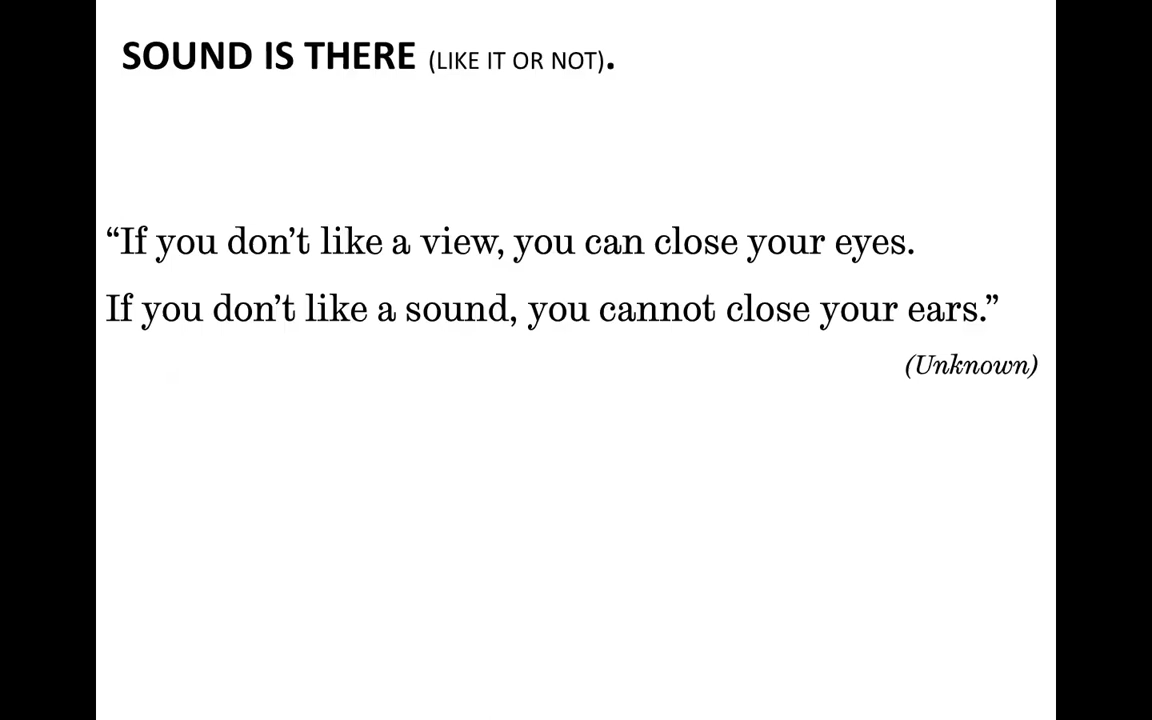 SOUND IS THERE (LIKE IT OR NOT).
“If you don’t like a view, you can close your eyes.
If you don’t like a sound, you cannot close your ears.”
(Unknown)